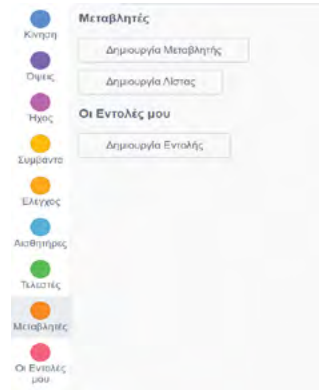 Κίνηση
Όψεις
Ήχος
Συμβάντα
Έλεγχος
Αισθητήρες
Τελεστές
Μεταβλητές
Οι Εντολές
μου
Μεταβλητές
Δημιουργία Μεταβλητής
Δημιουργία Λίστας
Οι Εντολές μου
Δημιουργία Εντολής